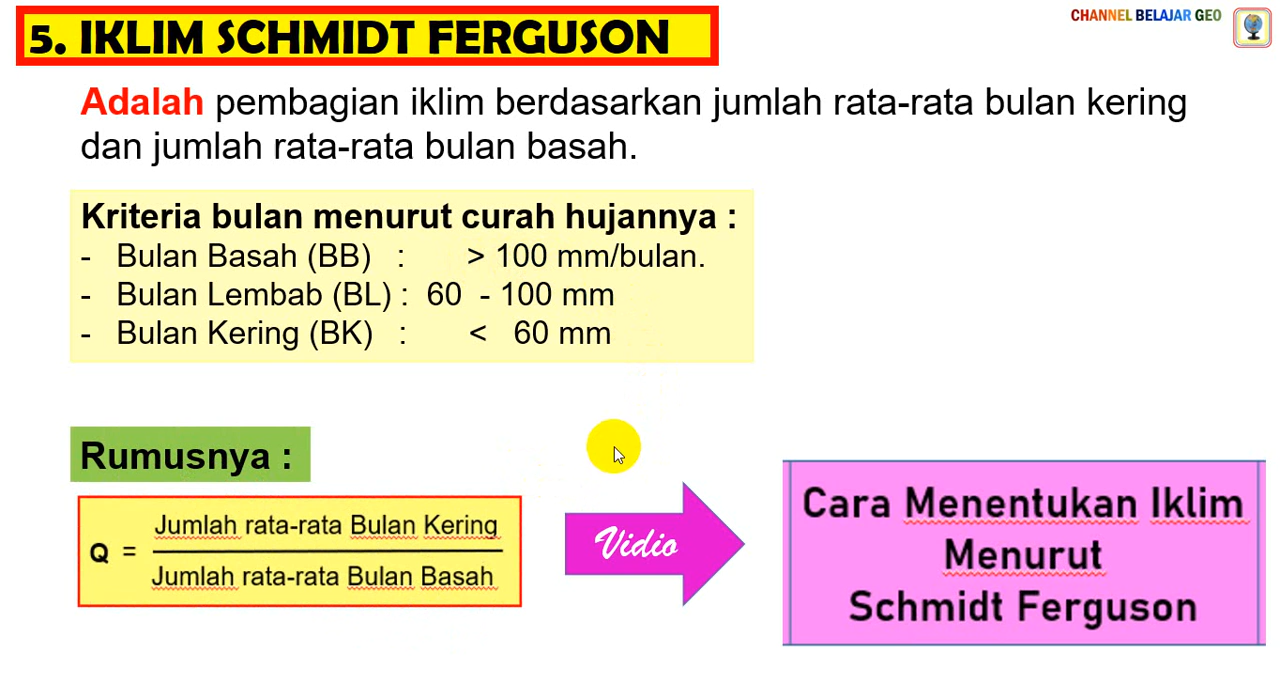 5. IKLIM SCHMIDT FERGUSON
CHANNEL BELAJAR GEO
Adalah pembagian iklim berdasarkan jumlah rata-rata bulan kering
dan jumlah rata-rata bulan basah.
Kriteria bulan menurut curah hujannya :
- Bulan Basah (BB) : > 100 mm/bulan.
- Bulan Lembab (BL) : 60 - 100 mm
- Bulan Kering (BK) : < 60 mm
Rumusnya :
Q = Jumlah rata-rata Bulan Kering
Jumlah rata-rata Bulan Basah
Vidio
Cara Menentukan Iklim
Menurut
Schmidt Ferguson